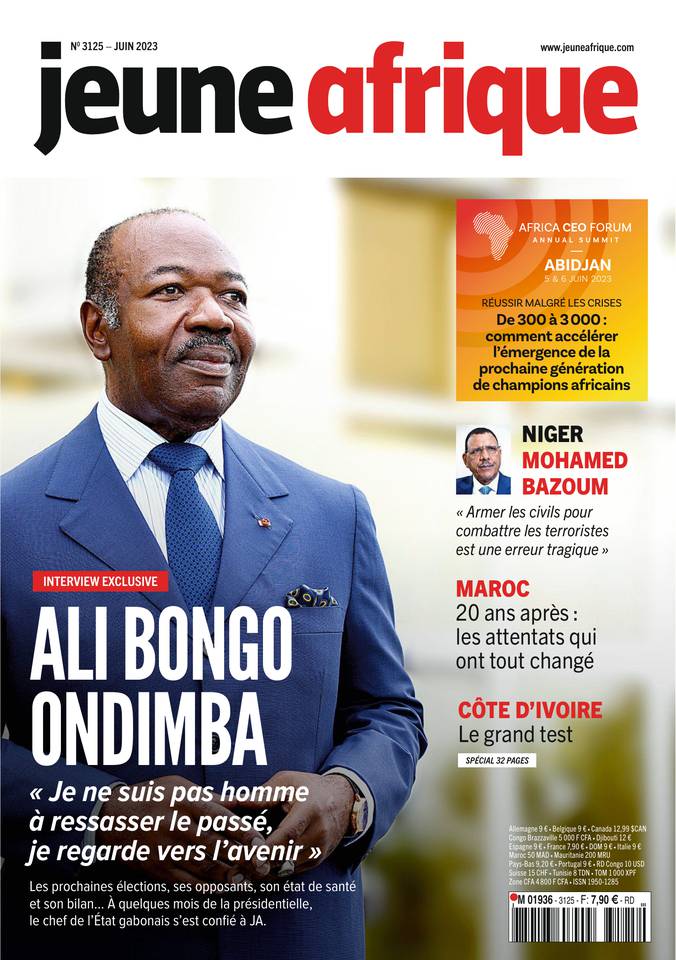 Nº 3125 – JUIN 2023
www.jeuneafrique.com
jeune afrique
AFRICA CEO FORUM
ANNUAL SUMMIT
ABIDJAN
5 & 6 JUIN 2023
RÉUSSIR MALGRÉ LES CRISES
De 300 à 3 000 :
comment accélérer
l’émergence de la
prochaine génération
de champions africains
NIGER
MOHAMED
BAZOUM
« Armer les civils pour
combattre les terroristes
est une erreur tragique »
MAROC
20 ans après :
les attentats qui
ont tout changé
CÔTE D’IVOIRE
Le grand test
SPÉCIAL 32 PAGES
INTERVIEW EXCLUSIVE
ALI BONGO
ONDIMBA
« Je ne suis pas homme
à ressasser le passé,
je regarde vers l’avenir »
Les prochaines élections, ses opposants, son état de santé
et son bilan... À quelques mois de la présidentielle,
le chef de l’État gabonais s’est confié à JA.
Allemagne 9 € • Belgique 9 € • Canada 12,99 $CAN
Congo Brazzaville 5 000 F CFA • Djibouti 12 €
Espagne 9 € • France 7,90 € • DOM 9 € • Italie 9 €
Maroc 50 MAD • Mauritanie 200 MRU
Pays-Bas 9,20 € • Portugal 9 € • RD Congo 10 USD
Suisse 15 CHF • Tunisie 8 TDN • TOM 1 000 XPF
Zone CFA 4 800 F CFA • ISSN 1950-1285
M 01936 - 3125 - F: 7,90 € - RD